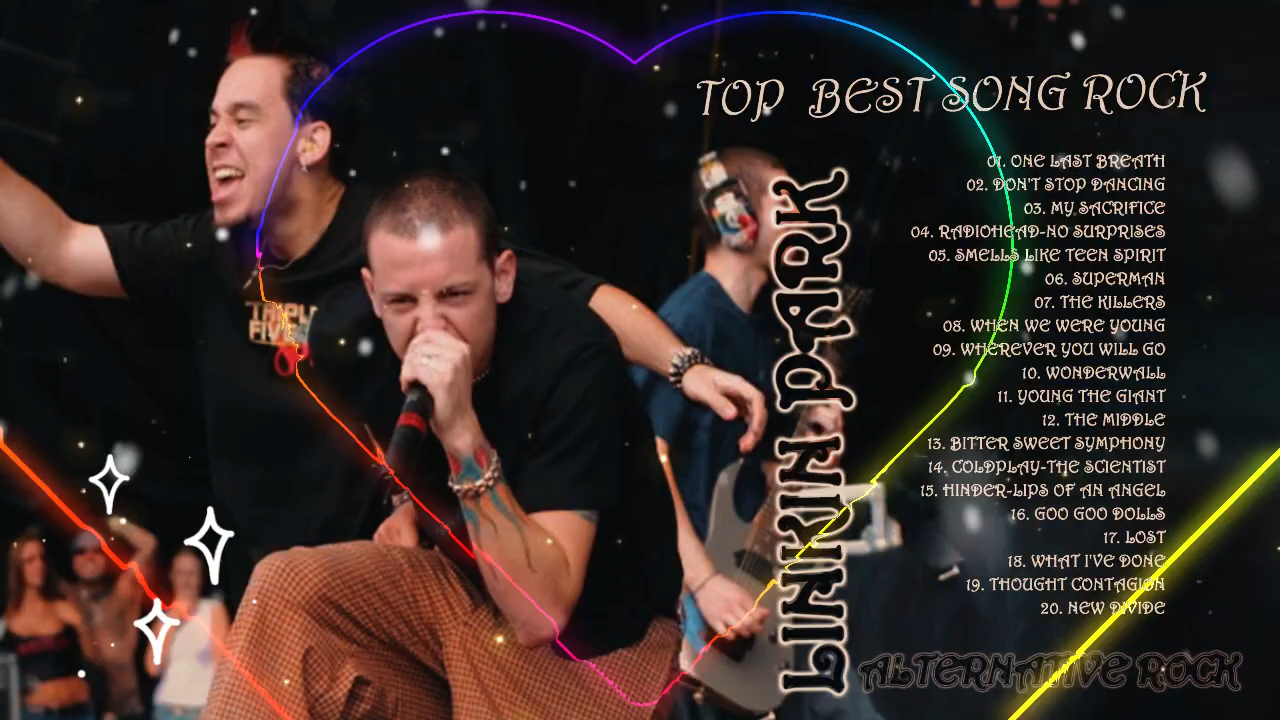 TOP BEST SONG ROCK
01. ONE LAST BREATH
02. DON'T STOP DANCING
03. MY SACRIFICE
04. RADIOHEAD-NO SURPRISES
05. SMELLS LIKE TEEN SPIRIT
06. SUPERMAN
07. THE KILLERS
08. WHEN WE WERE YOUNG
09. WHEREVER YOU WILL GO
10. WONDERWALL
11. YOUNG THE GIANT
12. THE MIDDLE
13. BITTER SWEET SYMPHONY
14. COLDPLAY-THE SCIENTIST
15. HINDER-LIPS OF AN ANGEL
16. GOO GOO DOLLS
17. LOST
18. WHAT I'VE DONE
19. THOUGHT CONTAGION
20. NEW DIVIDE
LINKIN PARK
ALTERNATIVE ROCK
TRIPLE
FIVE